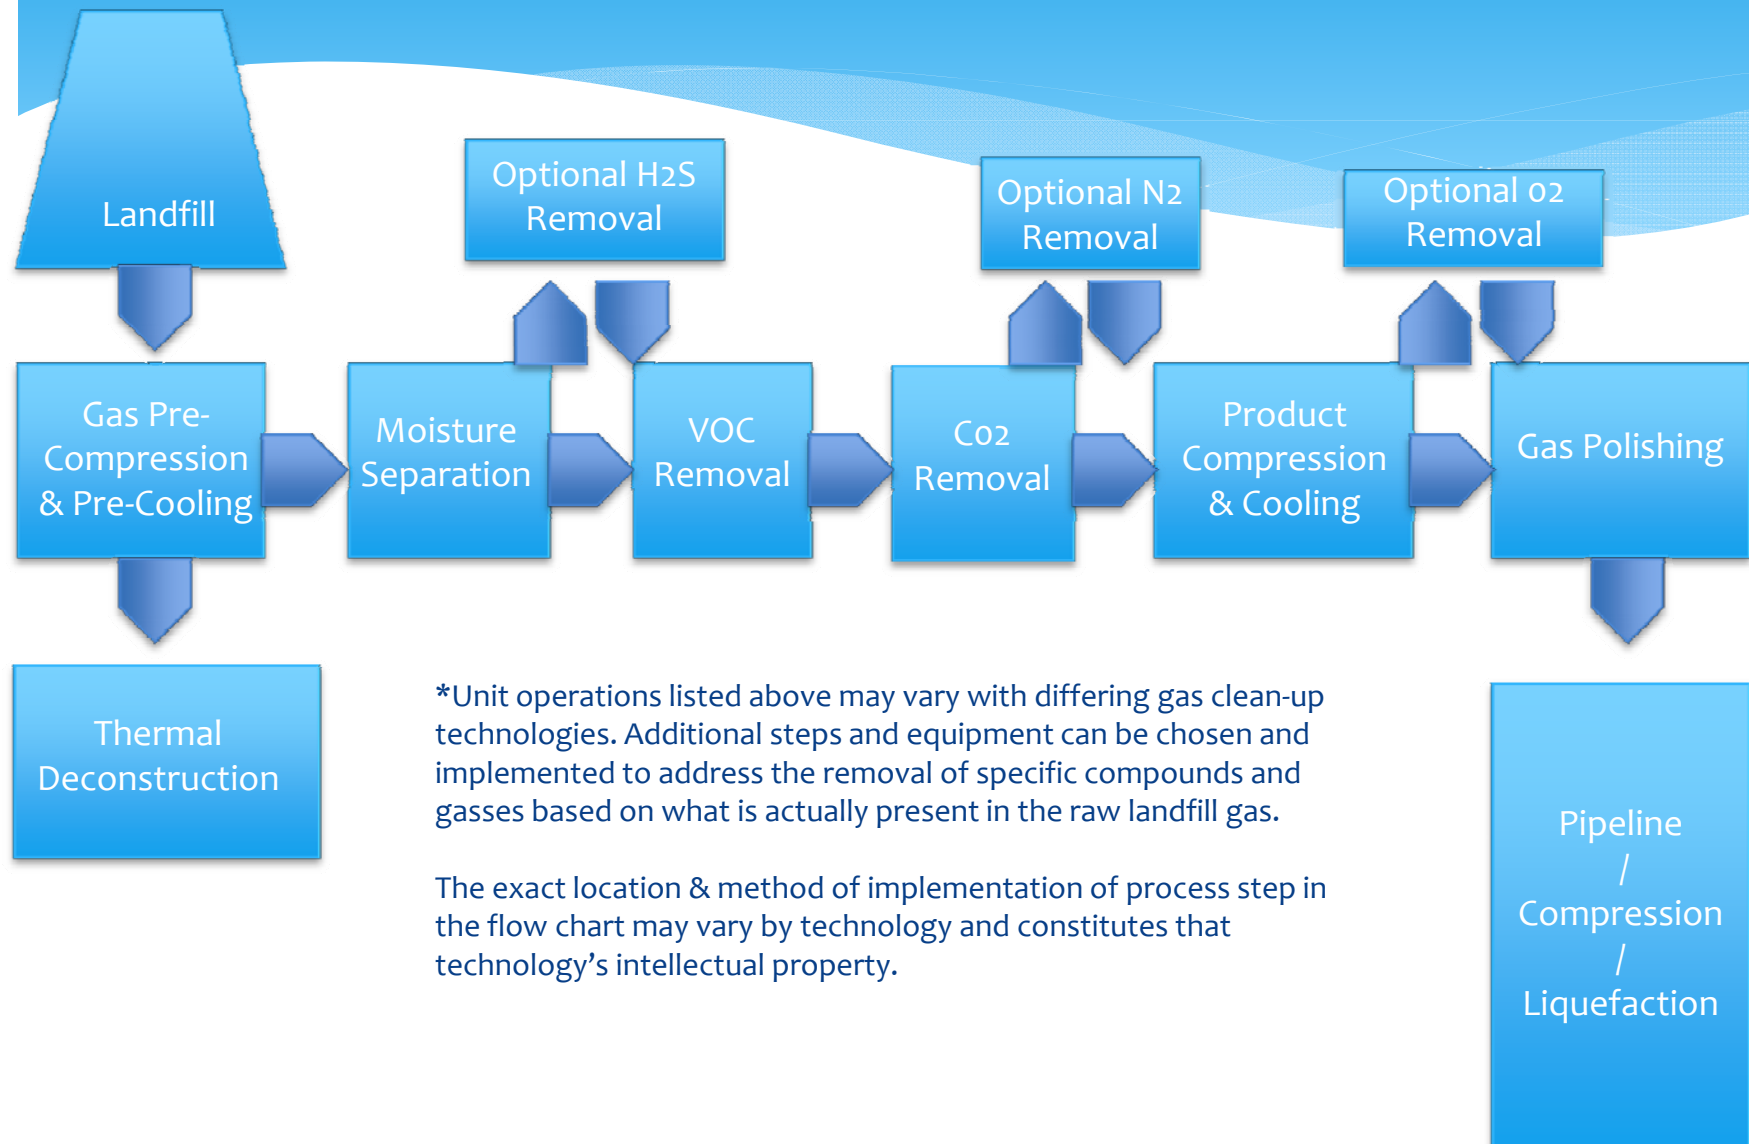 Landfill
Optional H2S
Removal
Optional N2
Removal
Optional 02
Removal
Gas Pre-
Compression
& Pre-Cooling
Moisture
Separation
VOC
Removal
Co2
Removal
Product
Compression
& Cooling
Gas Polishing
Thermal
Deconstruction
*Unit operations listed above may vary with differing gas clean-up
technologies. Additional steps and equipment can be chosen and
implemented to address the removal of specific compounds and
gasses based on what is actually present in the raw landfill gas.
The exact location & method of implementation of process step in
the flow chart may vary by technology and constitutes that
technology’s intellectual property.
Pipeline
/
Compression
/
Liquefaction